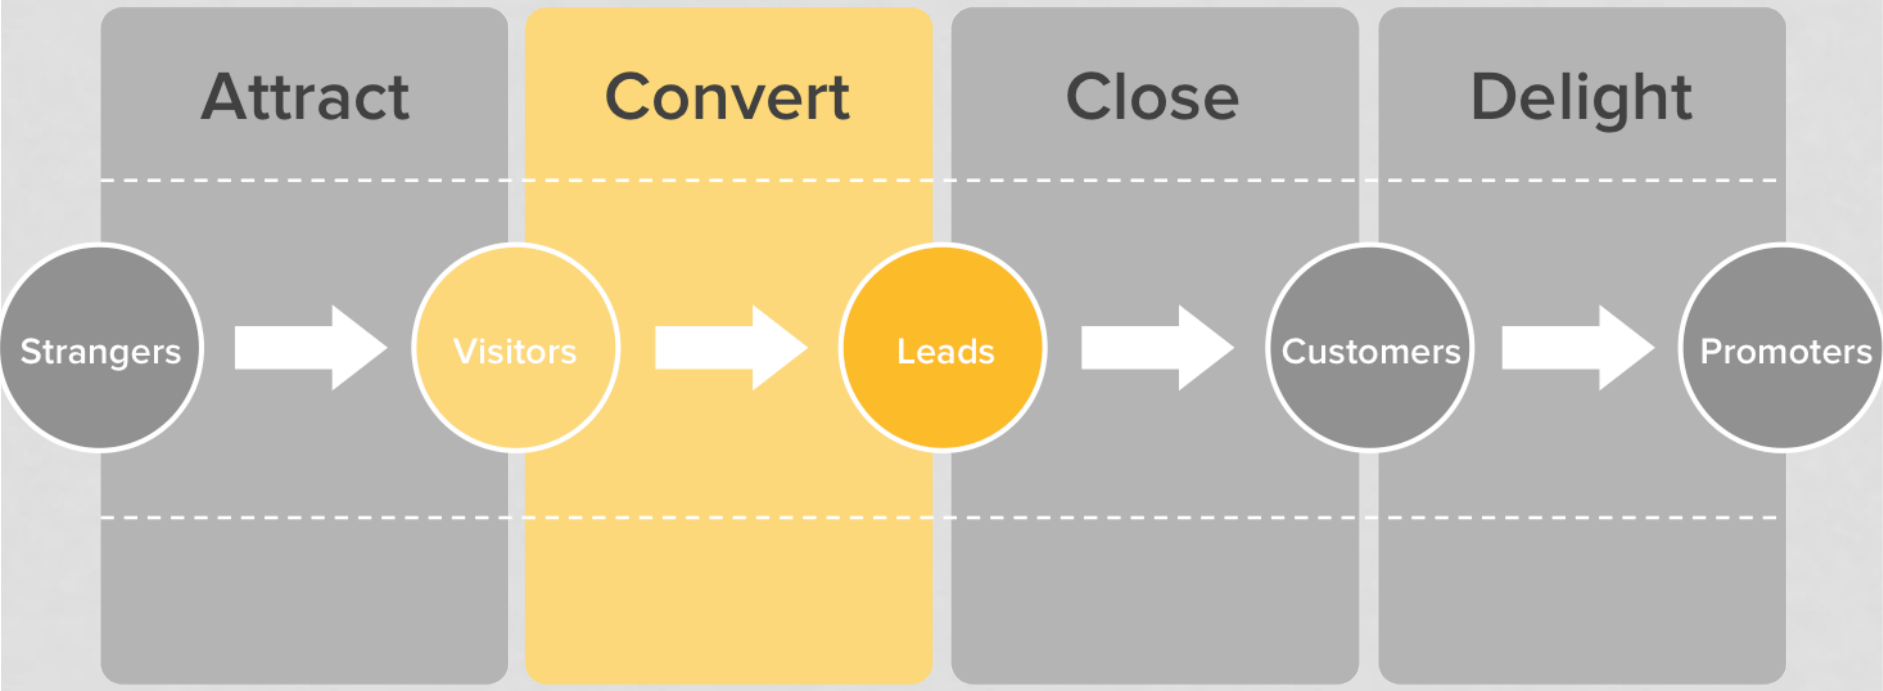 Attract
Convert
Close
Delight
Strangers
Visitors
Leads
Customers
Promoters